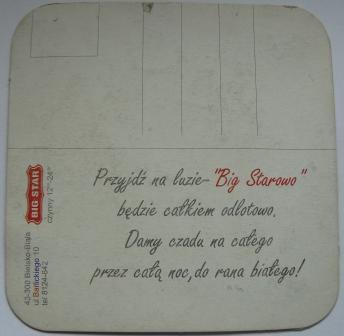 Przyjdź na luzie-"Big Starowo"
będzie całkiem odlotowo.
Damy czadu na całego
przez całą noc, do rana białego!
BIG STAR
czynny 12⁰⁰-24⁰⁰
43-300 Bielsko-Biała
ul Barlickiego 10
tel 8124-642